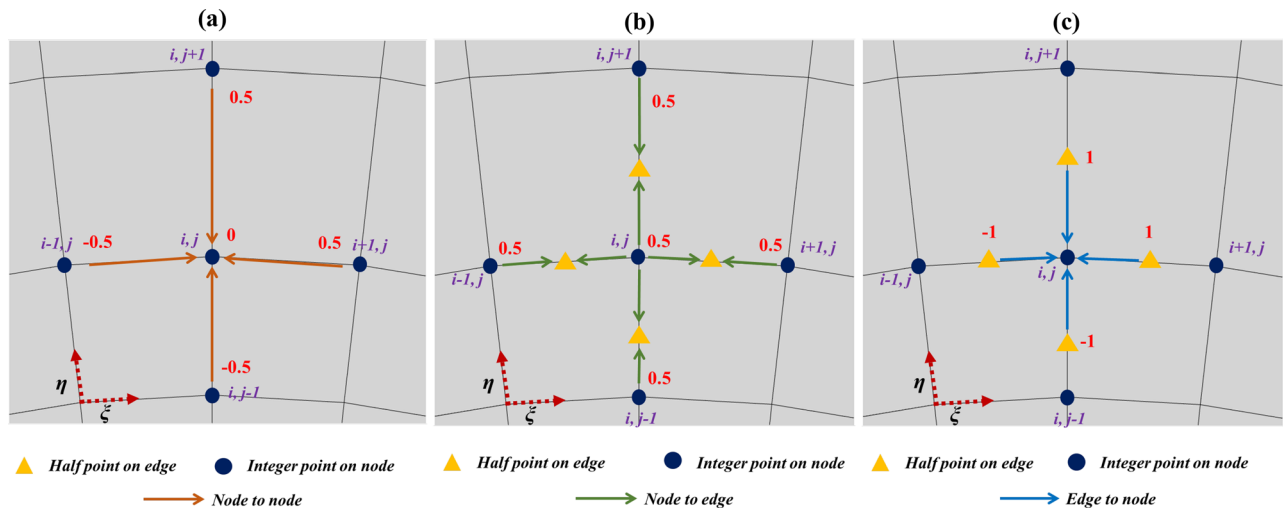 (a)
(b)
(c)
i, j+1
0.5
i-1, j
-0.5
i, j
0
0.5
i+1, j
-0.5
i, j-1
η
ξ
i, j+1
0.5
i-1, j
0.5
i, j
0.5
0.5
i+1, j
0.5
i, j-1
η
ξ
i, j+1
1
-1
1
i-1, j
i, j
i+1, j
-1
i, j-1
η
ξ
Half point on edge
Integer point on node
Node to node
Half point on edge
Integer point on node
Node to edge
Half point on edge
Integer point on node
Edge to node